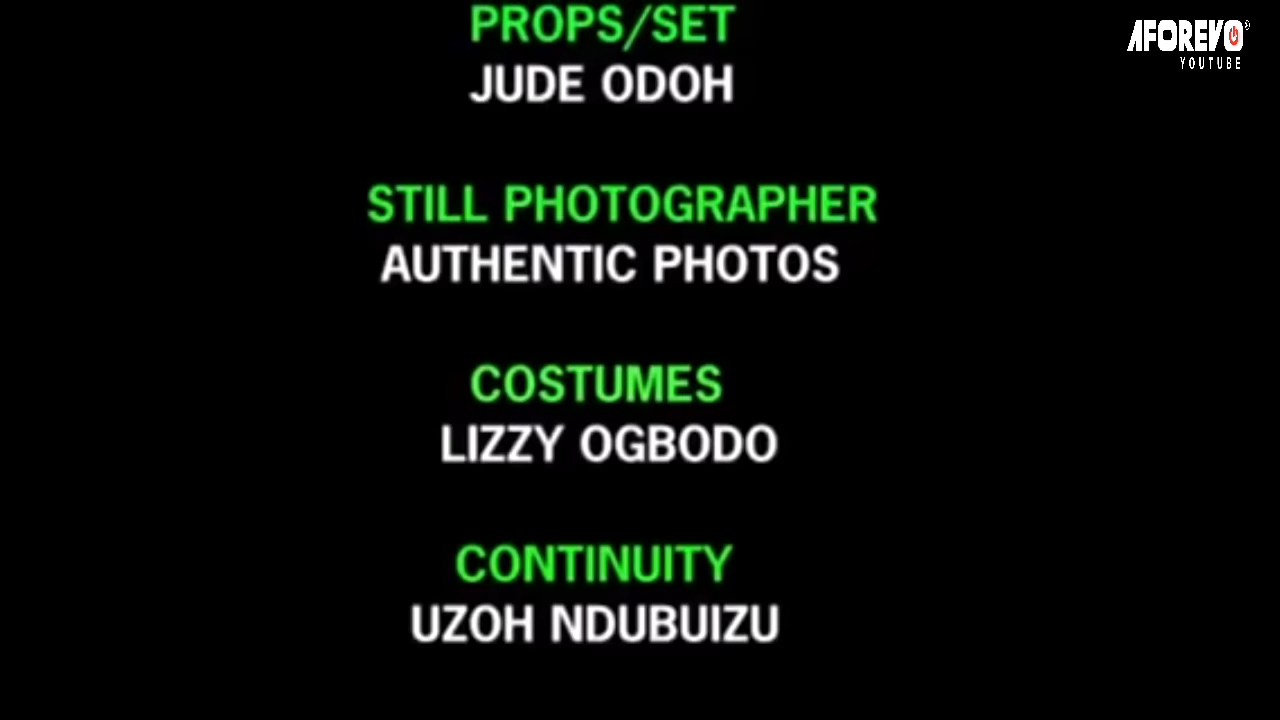 PROPS/SET
JUDE ODOH
STILL PHOTOGRAPHER
AUTHENTIC PHOTOS
COSTUMES
LIZZY OGBODO
CONTINUITY
UZOH NDUBUIZU
AFOREVO
YOUTUBE